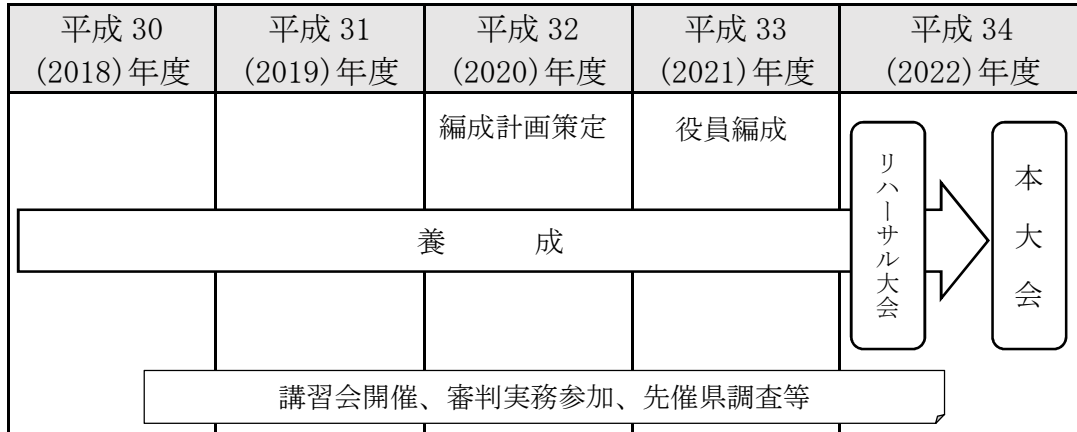 平成 30
(2018)年度
平成 31
(2019)年度
平成 32
(2020)年度
平成 33
(2021)年度
平成 34
(2022)年度
編成計画策定
役員編成
養　　成
リハーサル大会
本大会
講習会開催、審判実務参加、先催県調査等